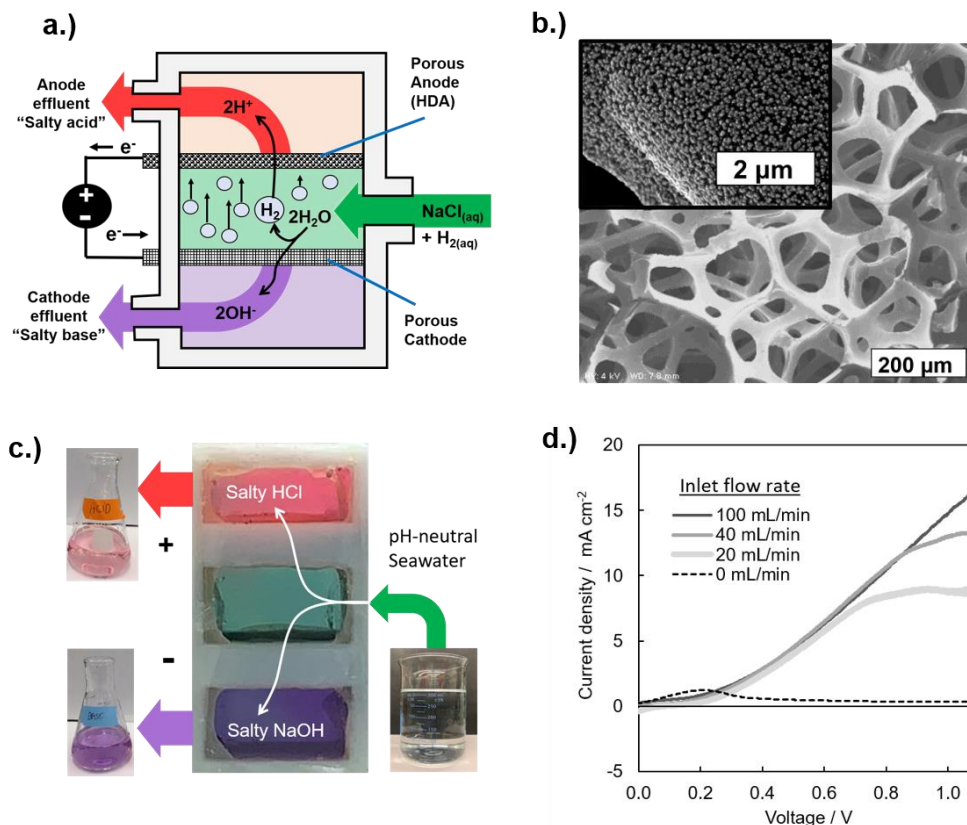 a.)
Anode
effluent
"Salty acid"
e-
+
-
e-
Cathode
effluent
"Salty base"
2H+
H2
2H2O
2OH-
Porous
Anode
(HDA)
NaCl(aq)
+ H2(aq)
Porous
Cathode
b.)
2 µm
200 µm
c.)
ACID
+
-
Salty HCl
Salty NaOH
pH-neutral
Seawater
d.)
Current density / mA cm-2
20
15
10
5
0
-5
Inlet flow rate
100 mL/min
40 mL/min
20 mL/min
0 mL/min
0.0 0.2 0.4 0.6 0.8 1.0
Voltage / V